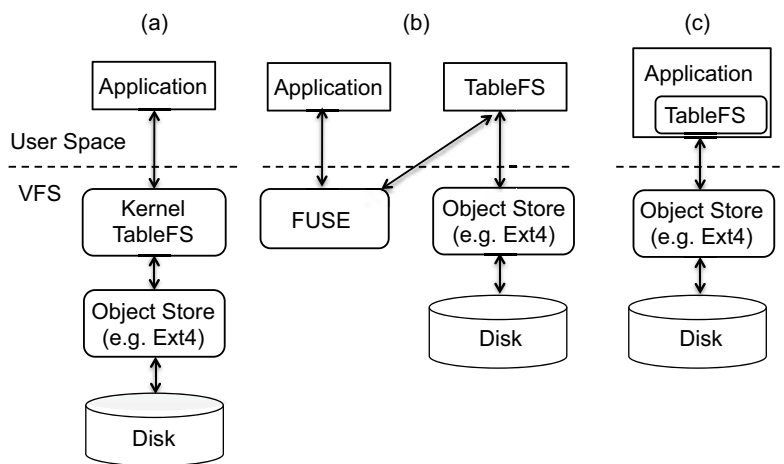 (a)
(b)
(c)
Application
Application
TableFS
Application
TableFS
User Space
VFS
Kernel
TableFS
FUSE
Object Store
(e.g. Ext4)
Object Store
(e.g. Ext4)
Object Store
(e.g. Ext4)
Disk
Disk
Disk